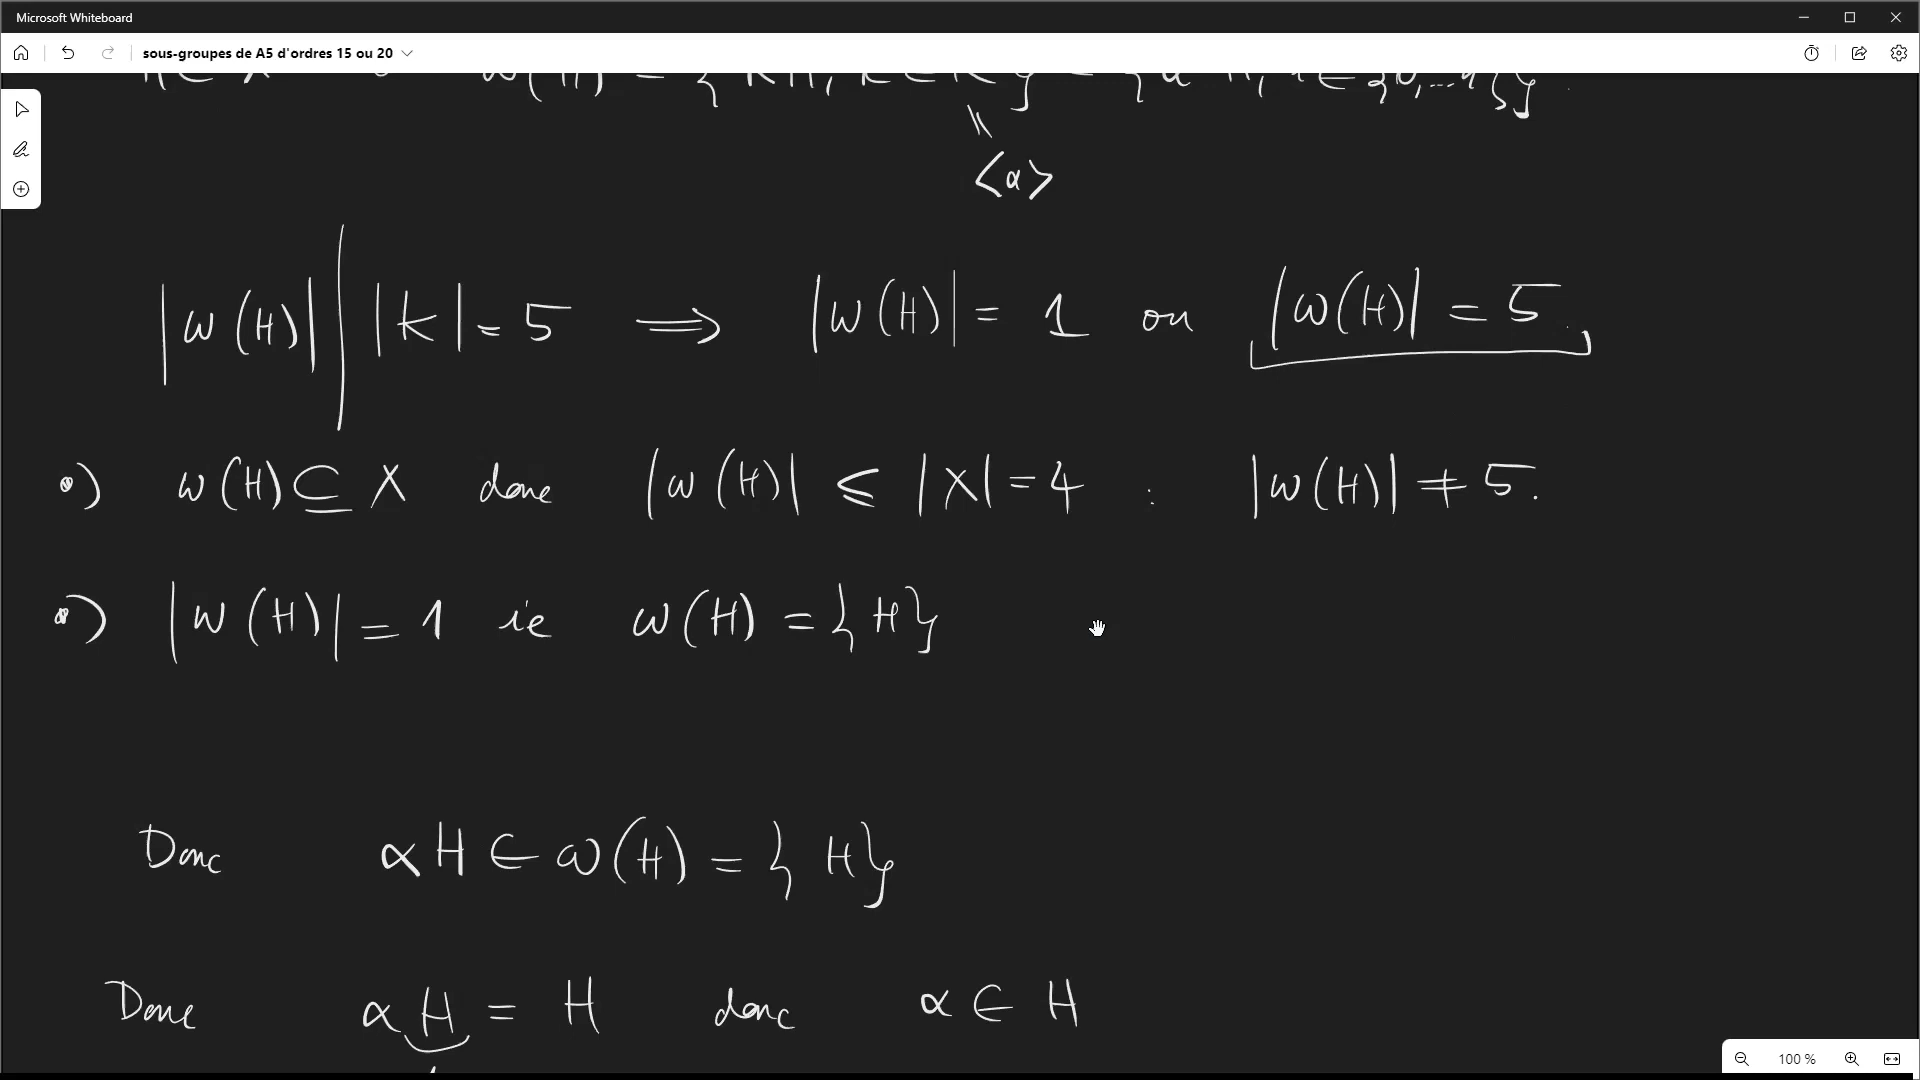 Microsoft Whiteboard
sous-groupes de A5 d'ordres 15 ou 20
<α>
|ω(H)| | |K| = 5 ⟹ |ω(H)| = 1 ou |ω(H)| = 5.
•) ω(H) ⊆ X donc |ω(H)| ≤ |X| = 4 : |ω(H)| ≠ 5.
•) |ω(H)| = 1 ie ω(H) = {H}
Donc αH ∈ ω(H) = {H}
Donc αH = H donc α ∈ H
100 %